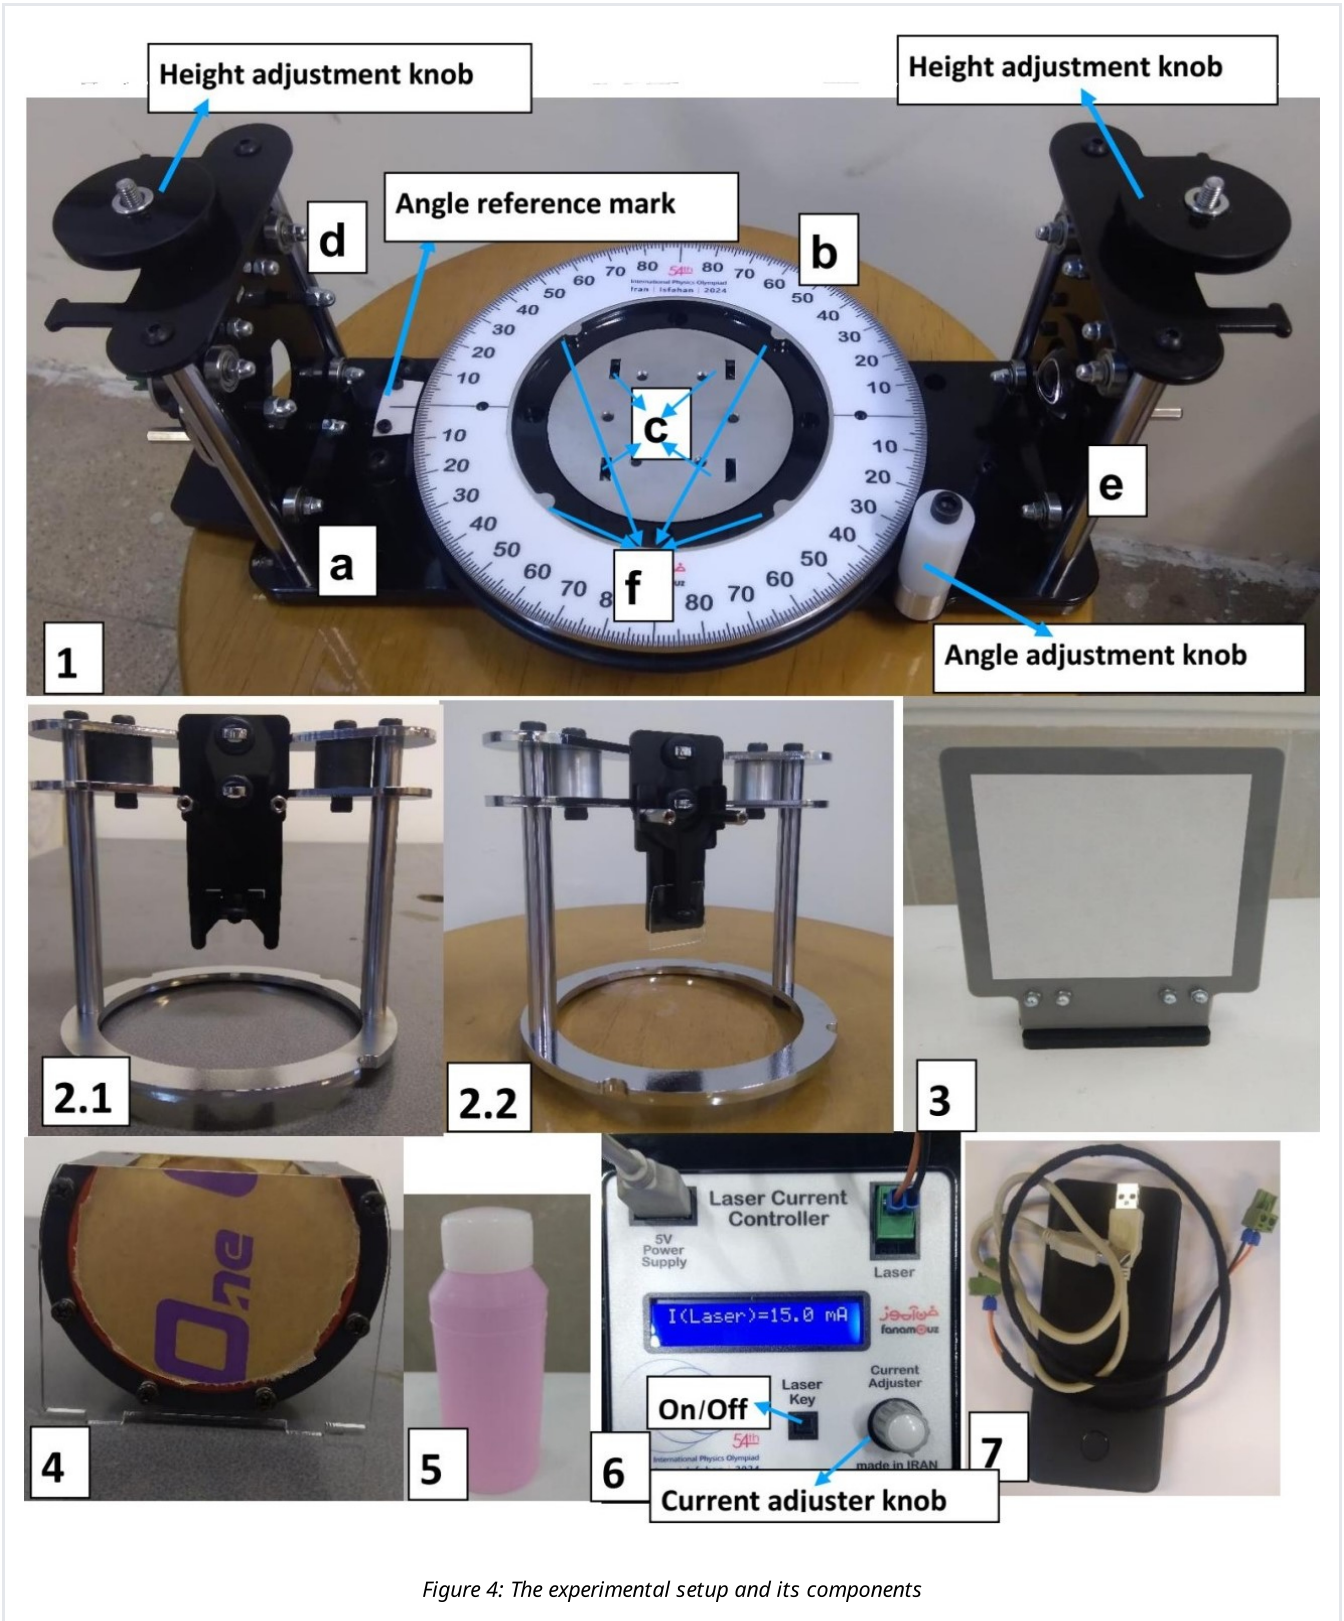 Height adjustment knob
Height adjustment knob
Angle reference mark
d
b
80 54th 80
70 70
60 International Physics Olympiad 60
50 Iran | Isfahan | 2024 50
40 40
30 30
20 20
10 10
c
10 10
20 20
30 30
40 40
50 50
60 60
70 80 70
e
a
f
Angle adjustment knob
1
2.1
2.2
3
One
4
5
Laser Current
Controller
5V
Power
Supply
Laser
I(Laser)=15.0 mA
فن‌آموز
fanamouz
Laser
Key
Current
Adjuster
On/Off
54th
International Physics Olympiad
made in IRAN
6
Current adjuster knob
7
Figure 4: The experimental setup and its components